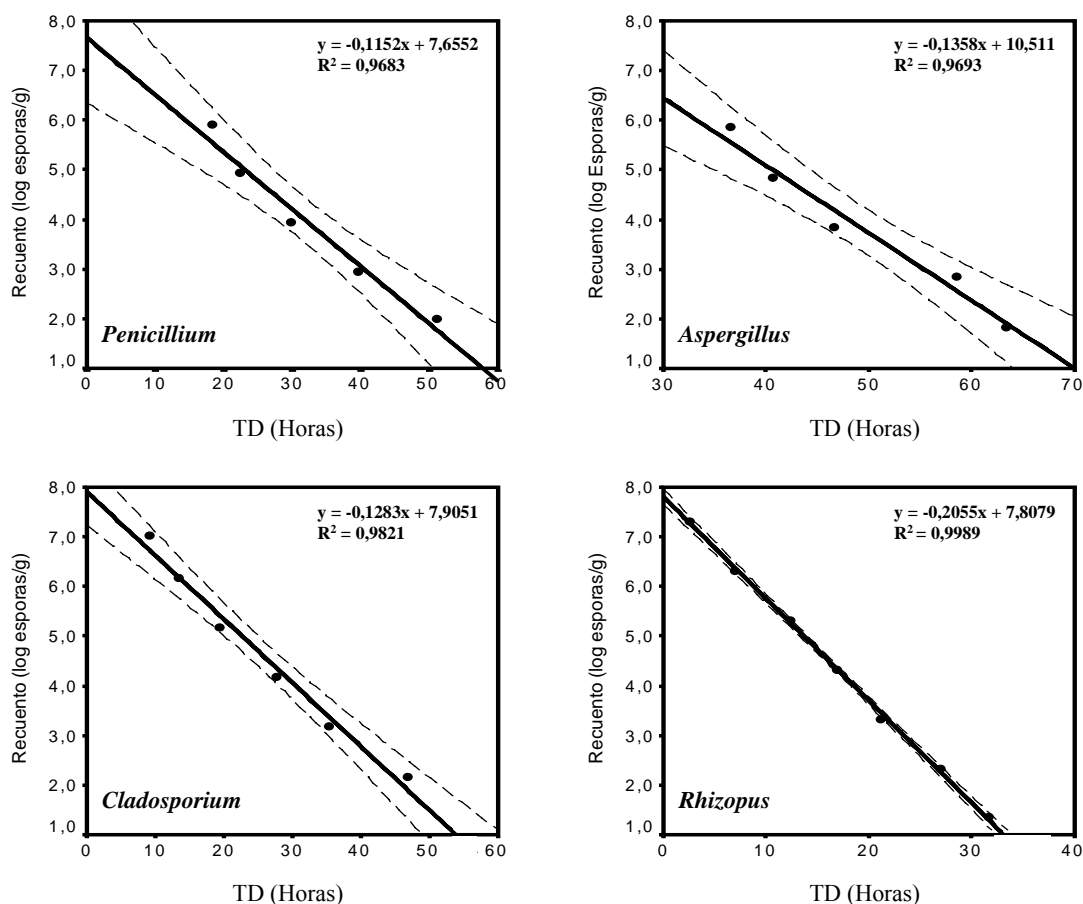 8,0
7,0
6,0
5,0
4,0
3,0
2,0
1,0
Recuento (log esporas/g)
y = -0,1152x + 7,6552
R² = 0,9683
Penicillium
0 10 20 30 40 50 60
TD (Horas)
8,0
7,0
6,0
5,0
4,0
3,0
2,0
1,0
Recuento (log Esporas/g)
y = -0,1358x + 10,511
R² = 0,9693
Aspergillus
30 40 50 60 70
TD (Horas)
8,0
7,0
6,0
5,0
4,0
3,0
2,0
1,0
Recuento (log esporas/g)
y = -0,1283x + 7,9051
R² = 0,9821
Cladosporium
0 10 20 30 40 50 60
TD (Horas)
8,0
7,0
6,0
5,0
4,0
3,0
2,0
1,0
Recuento (log esporas/g)
y = -0,2055x + 7,8079
R² = 0,9989
Rhizopus
0 10 20 30 40
TD (Horas)